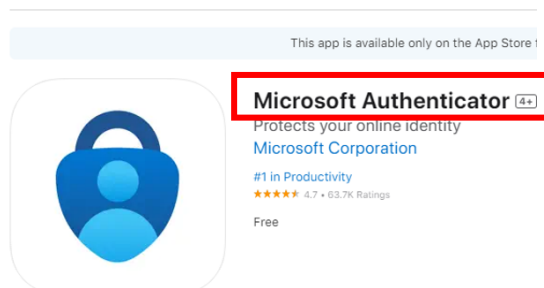 This app is available only on the App Store
Microsoft Authenticator 4+
Protects your online identity
Microsoft Corporation
#1 in Productivity
4.7 • 63.7K Ratings
Free